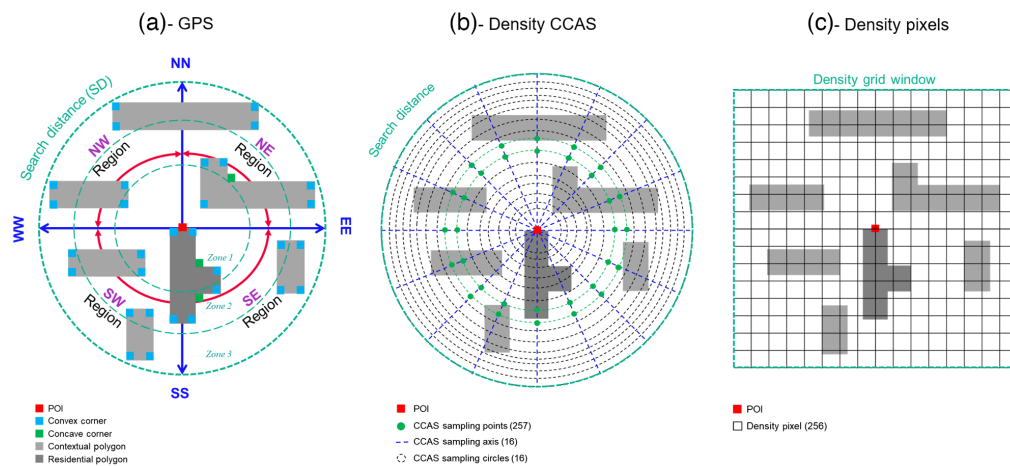 (a)- GPS
NN
Search distance (SD)
NW
Region
NE
Region
WW
EE
Zone 1
SW
Region
SE
Region
Zone 2
Zone 3
SS
POI
Convex corner
Concave corner
Contextual polygon
Residential polygon
(b)- Density CCAS
Search distance
POI
CCAS sampling points (257)
CCAS sampling axis (16)
CCAS sampling circles (16)
(c)- Density pixels
Density grid window
POI
Density pixel (256)